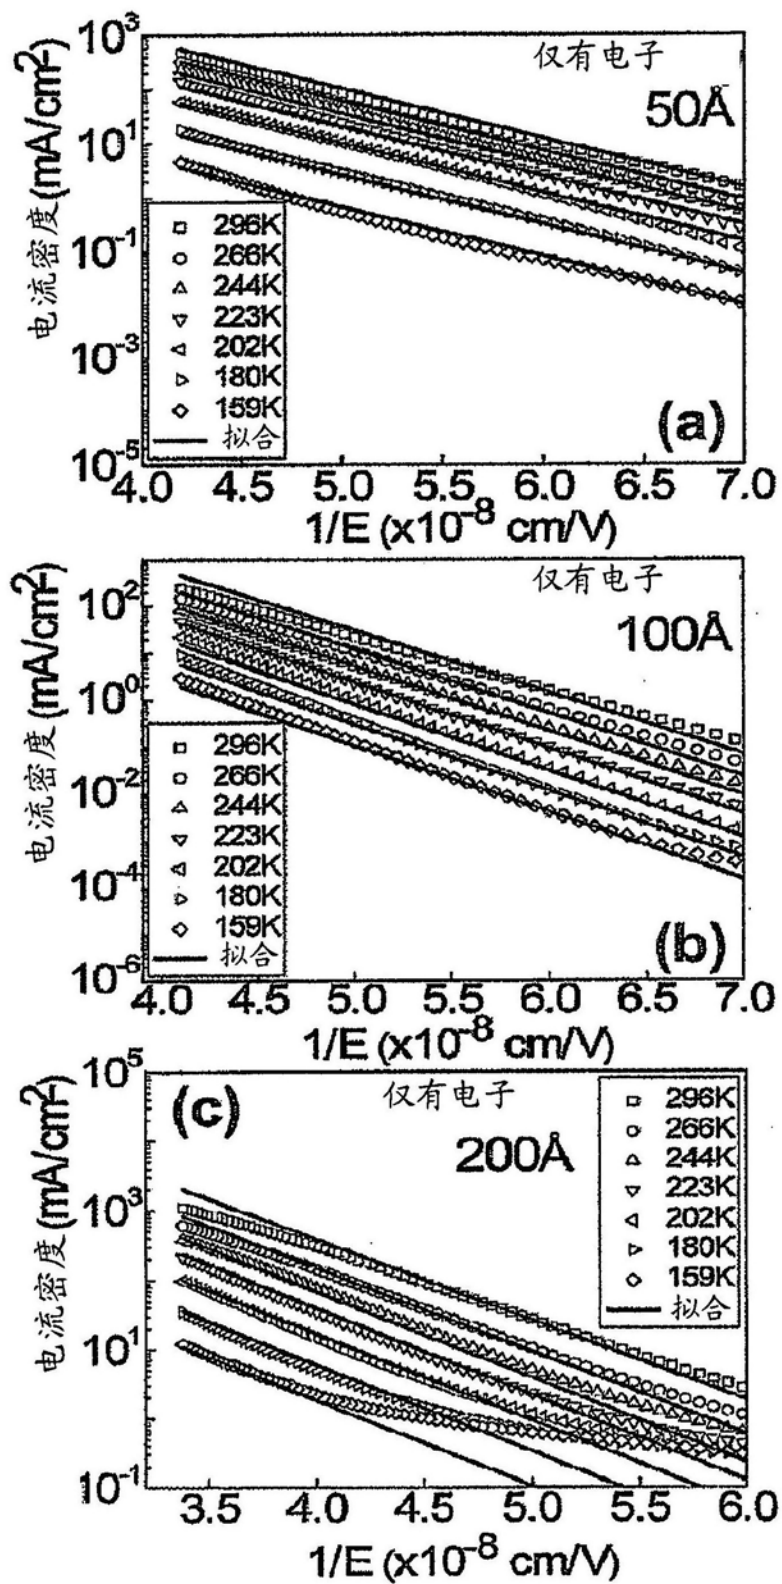 10³
仅有电子
50Å
10¹
10⁻¹
10⁻³
10⁻⁵
电流密度(mA/cm²)
296K
266K
244K
223K
202K
180K
159K
拟合
(a)
4.0 4.5 5.0 5.5 6.0 6.5 7.0
1/E (x10⁻⁸ cm/V)
仅有电子
100Å
10²
10⁰
10⁻²
10⁻⁴
10⁻⁶
电流密度(mA/cm²)
296K
266K
244K
223K
202K
180K
159K
拟合
(b)
4.0 4.5 5.0 5.5 6.0 6.5 7.0
1/E (x10⁻⁸ cm/V)
10⁵
(c)
仅有电子
200Å
296K
266K
244K
223K
202K
180K
159K
拟合
10³
10¹
10⁻¹
电流密度(mA/cm²)
3.5 4.0 4.5 5.0 5.5 6.0
1/E (x10⁻⁸ cm/V)